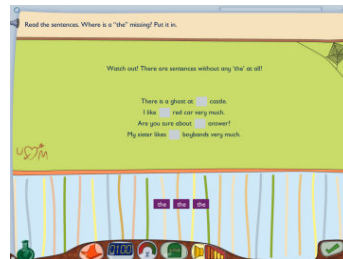 Read the sentences. Where is a "the" missing? Put it in.
Watch out! There are sentences without any 'the' at all!
There is a ghost at castle.
I like red car very much.
Are you sure about answer?
My sister likes boybands very much.
the the the
0100